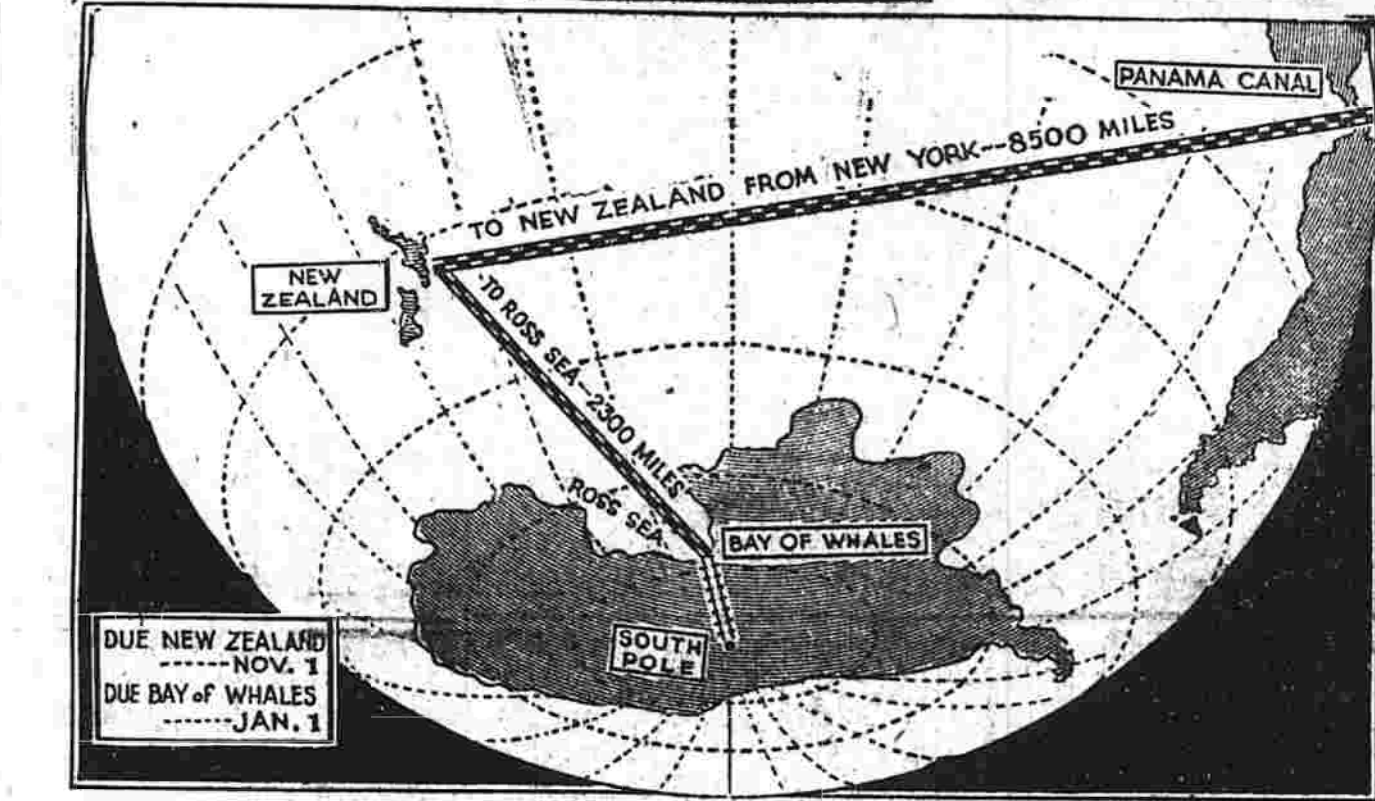 PANAMA CANAL
TO NEW ZEALAND FROM NEW YORK--8500 MILES
NEW
ZEALAND
TO ROSS SEA--2300 MILES
ROSS SEA
BAY OF WHALES
SOUTH
POLE
DUE NEW ZEALAND
------NOV. 1
DUE BAY of WHALES
------JAN. 1